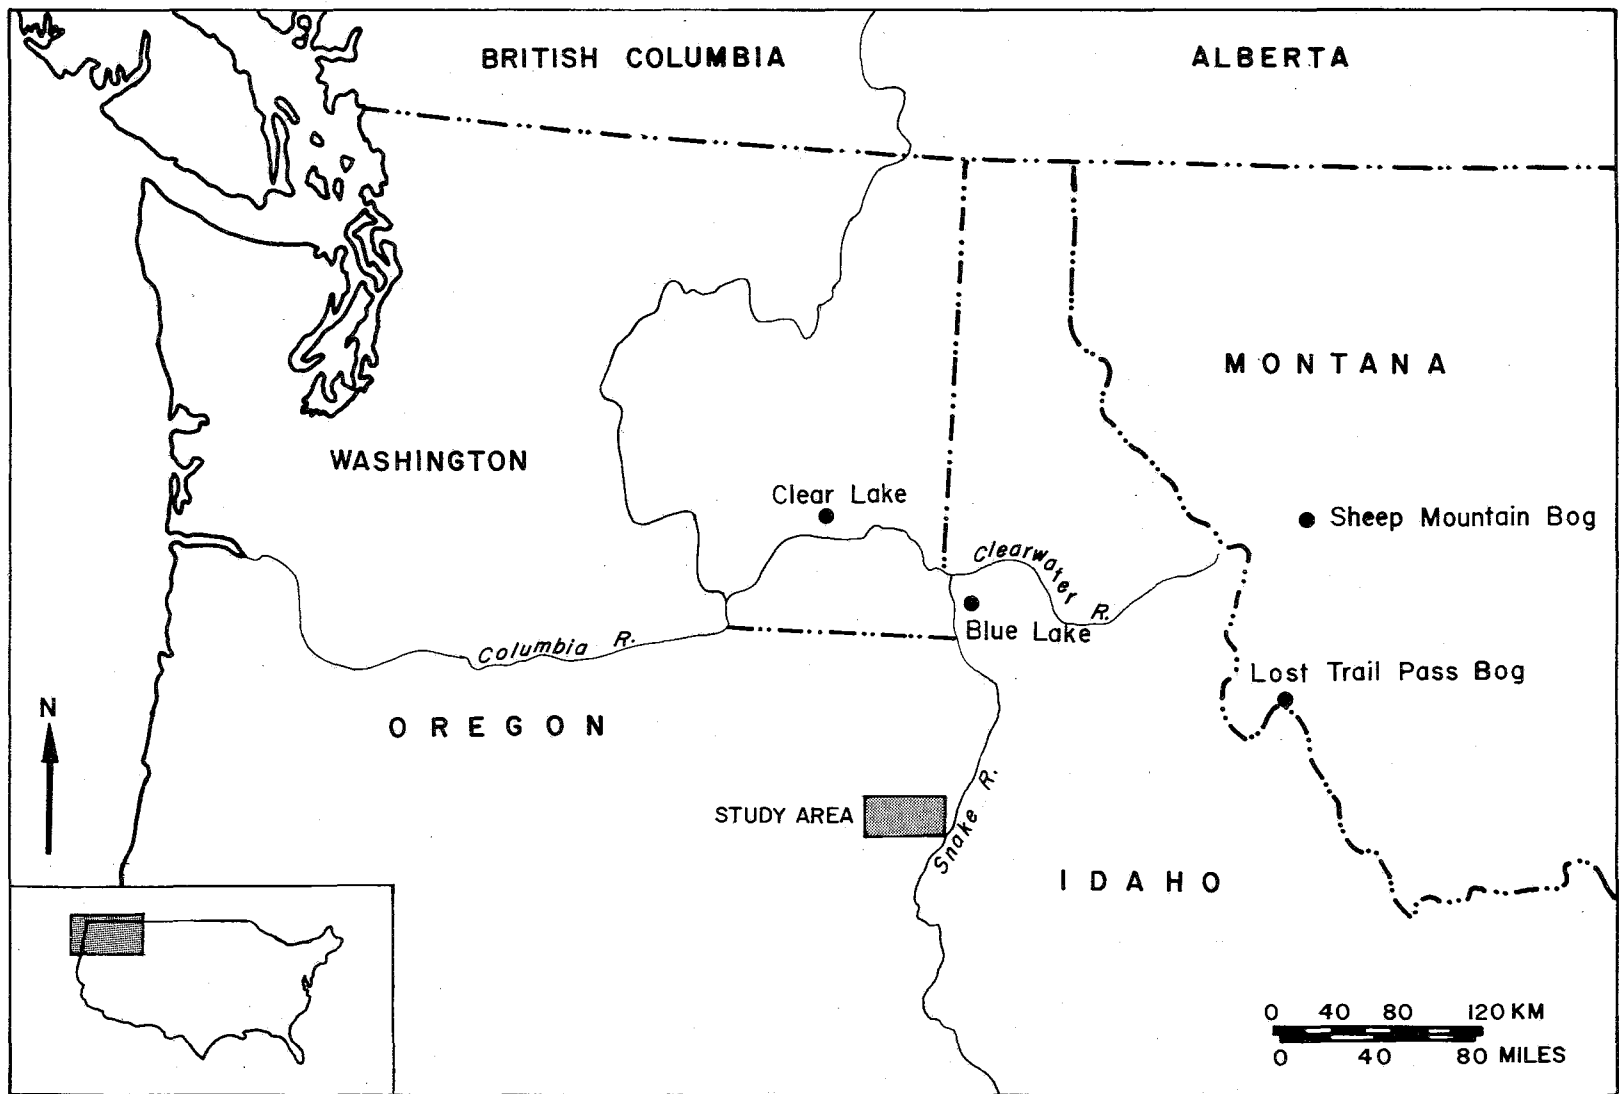 BRITISH COLUMBIA
ALBERTA
MONTANA
WASHINGTON
Clear Lake
Sheep Mountain Bog
Clearwater R.
Blue Lake
Columbia R.
Lost Trail Pass Bog
N
OREGON
STUDY AREA
Snake R.
IDAHO
0 40 80 120 KM
0 40 80 MILES